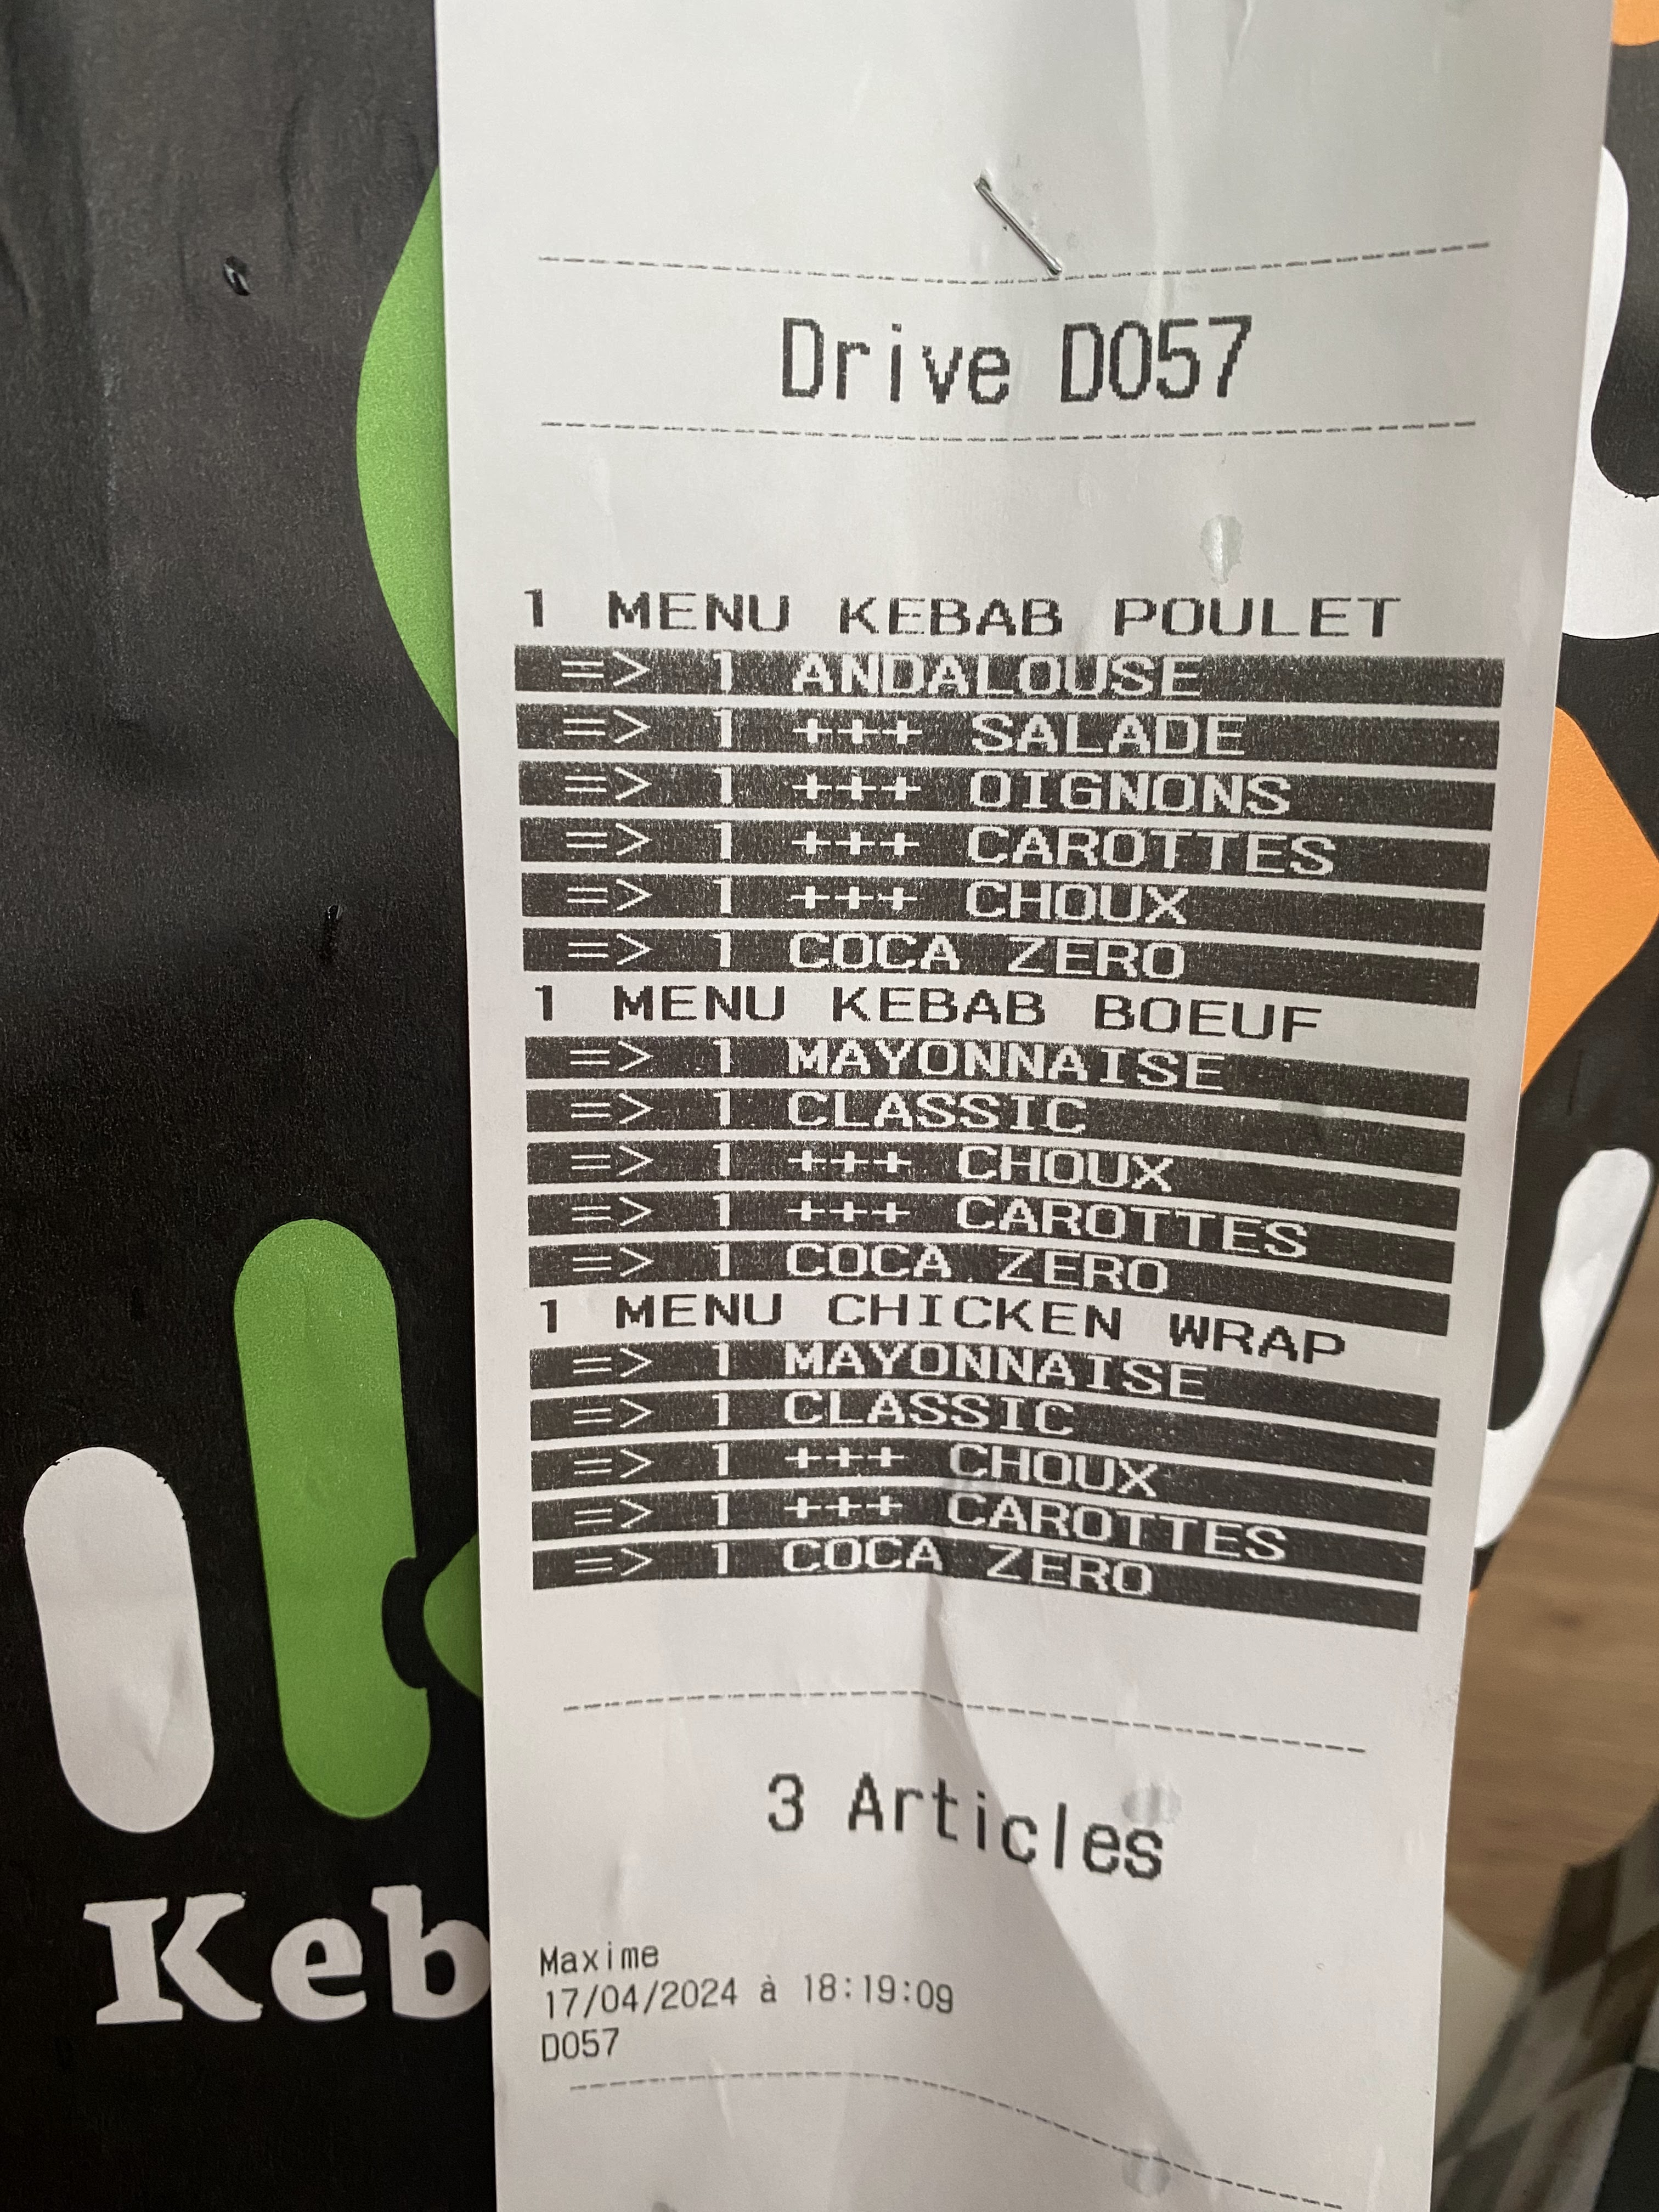 Drive D057
1 MENU KEBAB POULET
=> 1 ANDALOUSE
=> 1 +++ SALADE
=> 1 +++ OIGNONS
=> 1 +++ CAROTTES
=> 1 +++ CHOUX
=> 1 COCA ZERO
1 MENU KEBAB BOEUF
=> 1 MAYONNAISE
=> 1 CLASSIC
=> 1 +++ CHOUX
=> 1 +++ CAROTTES
=> 1 COCA ZERO
1 MENU CHICKEN WRAP
=> 1 MAYONNAISE
=> 1 CLASSIC
=> 1 +++ CHOUX
=> 1 +++ CAROTTES
=> 1 COCA ZERO
3 Articles
Keb
Maxime
17/04/2024 à 18:19:09
D057